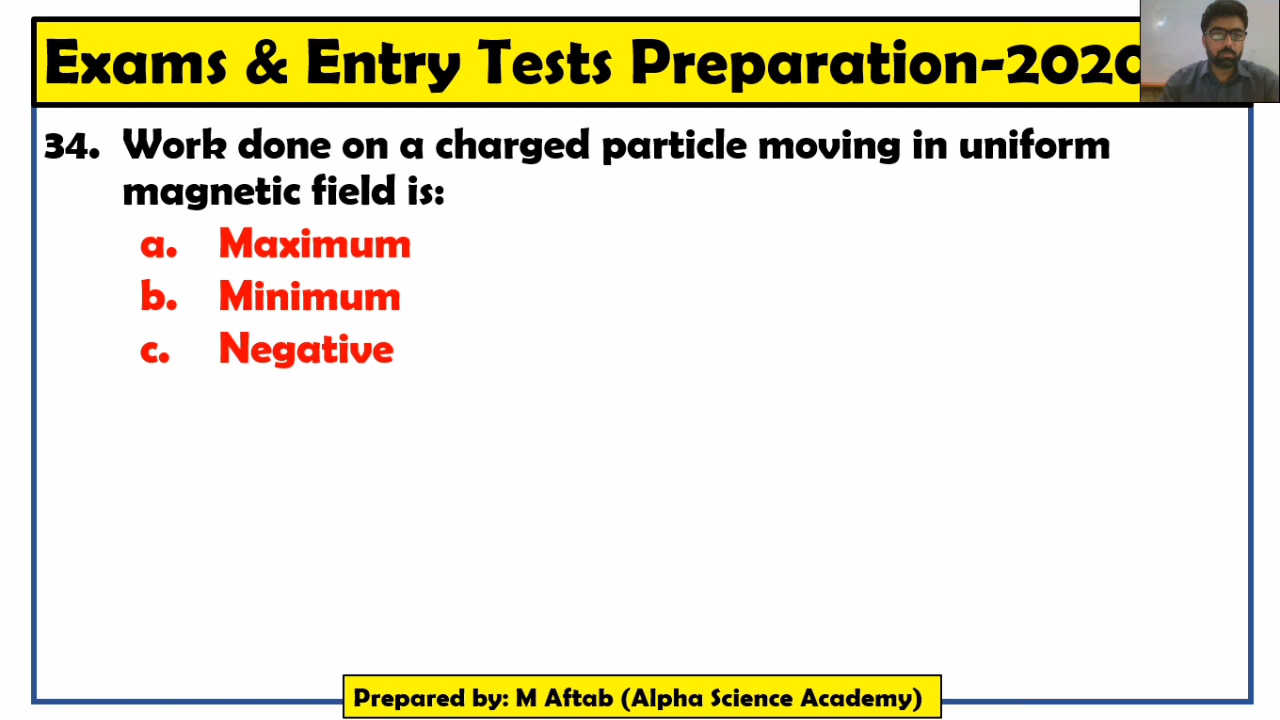 Exams & Entry Tests Preparation-2020
34. Work done on a charged particle moving in uniform
magnetic field is:
a. Maximum
b. Minimum
c. Negative
Prepared by: M Aftab (Alpha Science Academy)